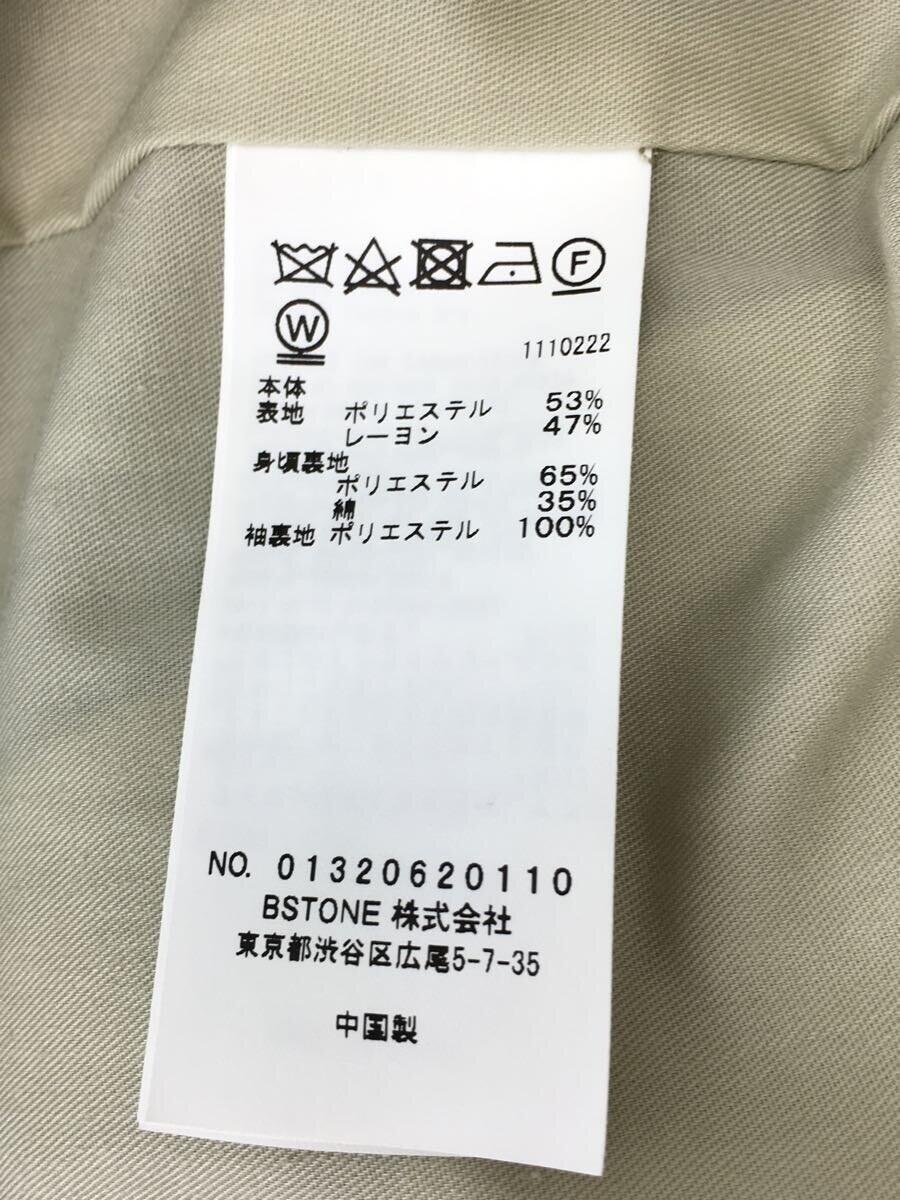 F
W
1110222
本体
表地 ポリエステル 53%
レーヨン 47%
身頃裏地
ポリエステル 65%
綿 35%
袖裏地 ポリエステル 100%
NO. 01320620110
BSTONE 株式会社
東京都渋谷区広尾5-7-35
中国製